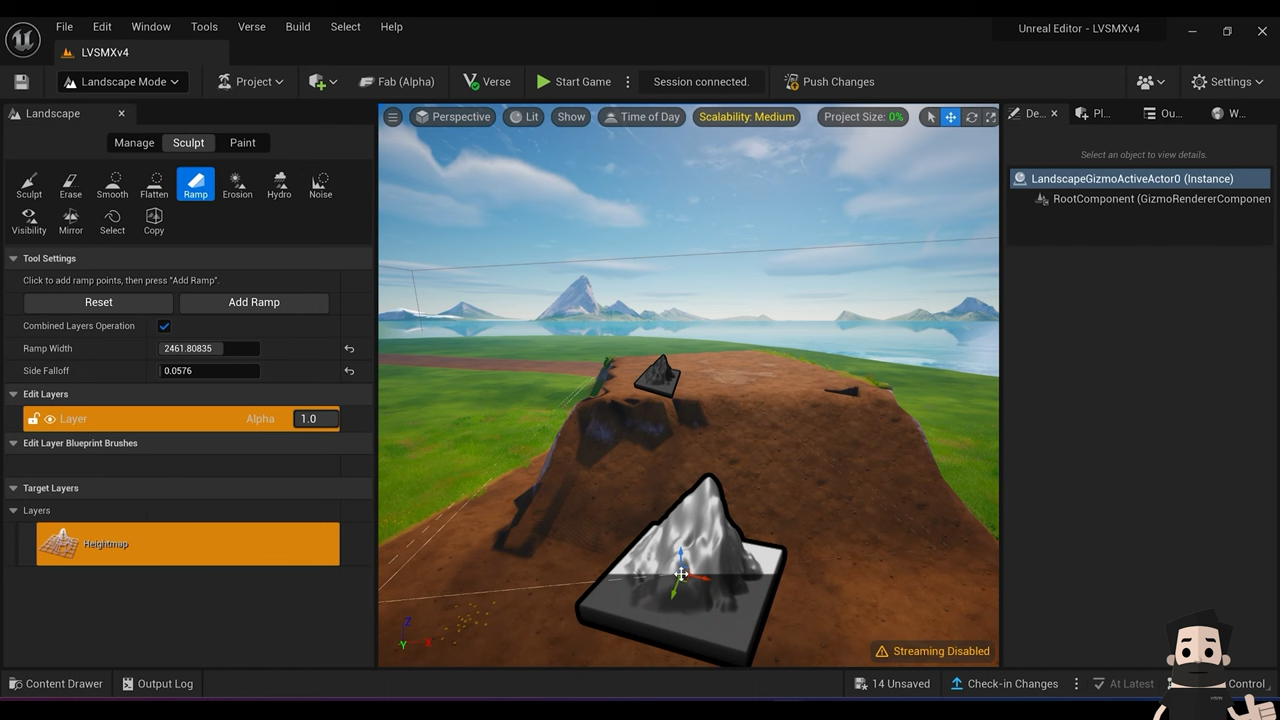 File Edit Window Tools Verse Build Select Help
Unreal Editor - LVSMXv4
LVSMXv4
Landscape Mode
Project
Fab (Alpha)
Verse
Start Game
Session connected.
Push Changes
Settings
Landscape
Perspective
Lit
Show
Time of Day
Scalability: Medium
Project Size: 0%
De...
Pl...
Ou...
W...
Manage Sculpt Paint
Select an object to view details.
LandscapeGizmoActiveActor0 (Instance)
RootComponent (GizmoRendererComponen
Sculpt Erase Smooth Flatten Ramp Erosion Hydro Noise
Visibility Mirror Select Copy
Tool Settings
Click to add ramp points, then press "Add Ramp".
Reset Add Ramp
Combined Layers Operation
Ramp Width 2461.80835
Side Falloff 0.0576
Edit Layers
Layer Alpha 1.0
Edit Layer Blueprint Brushes
Target Layers
Layers
Heightmap
Z
Y X
Streaming Disabled
Content Drawer
Output Log
14 Unsaved
Check-in Changes
At Latest
Control